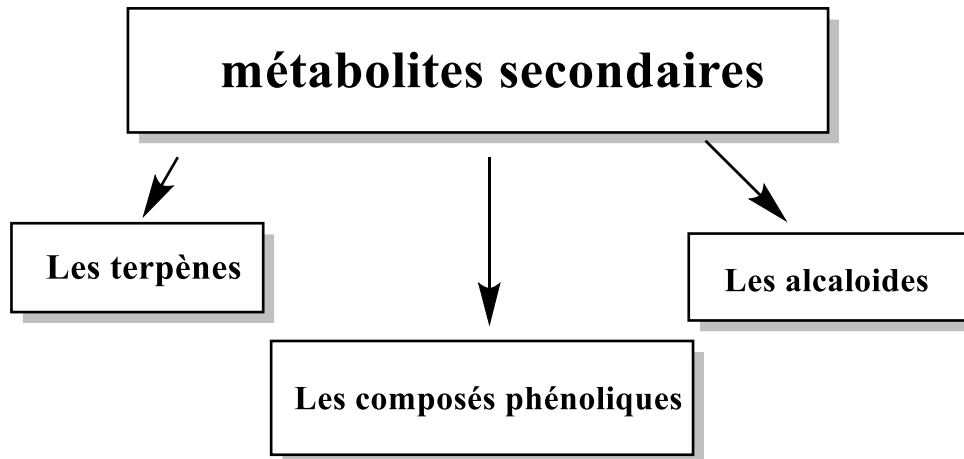 métabolites secondaires
Les terpènes
Les alcaloides
Les composés phénoliques